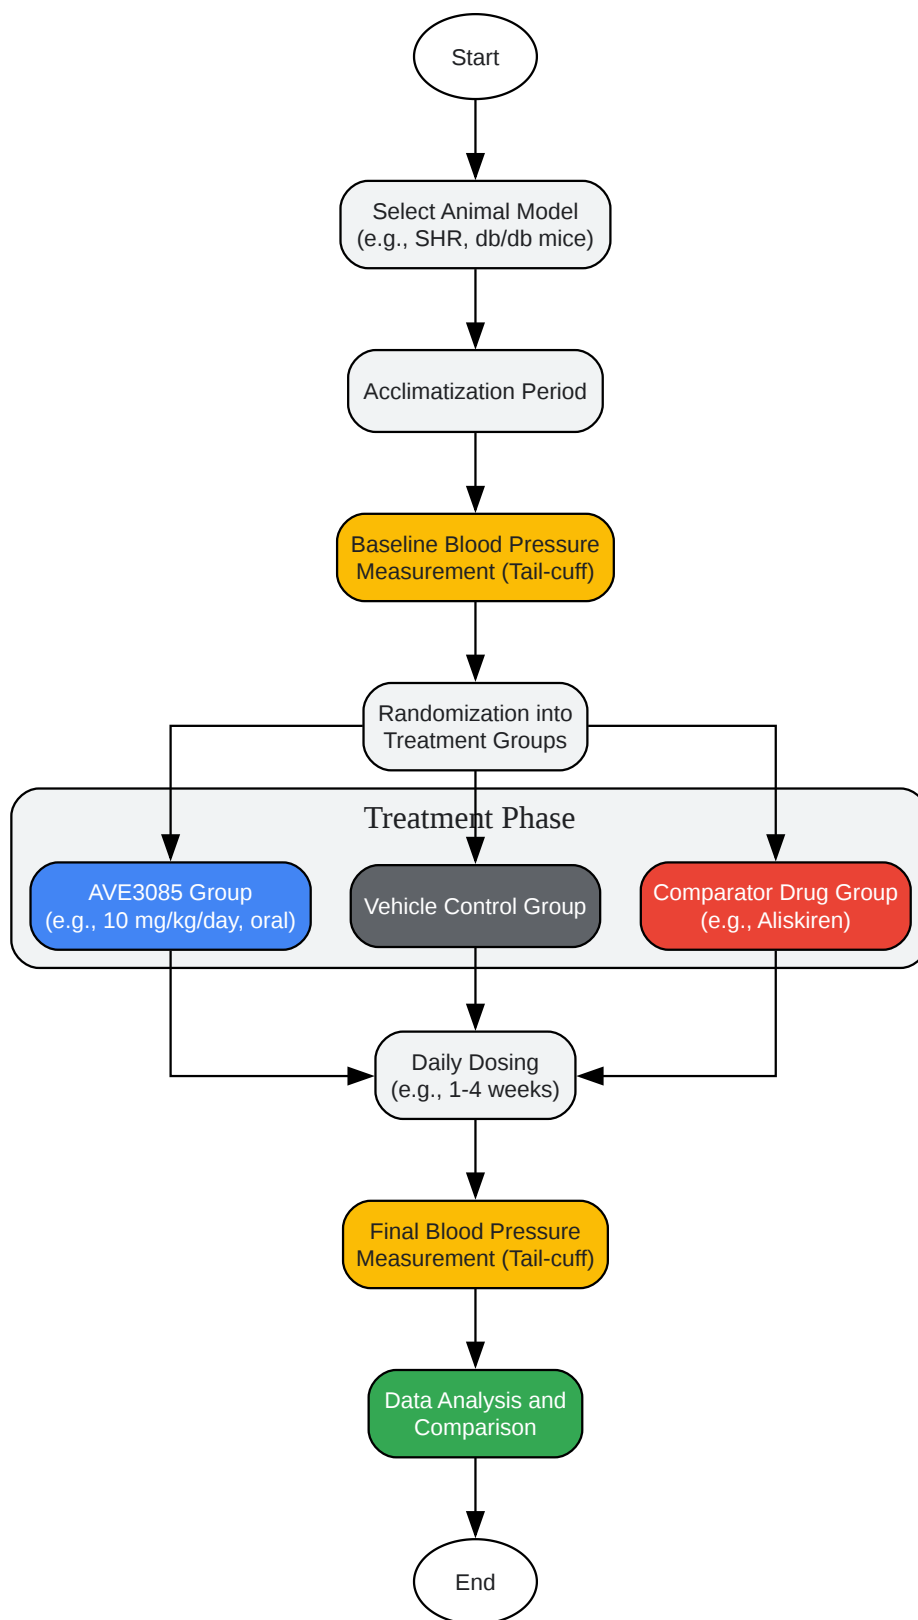 Start
Select Animal Model
(e.g., SHR, db/db mice)
Acclimatization Period
Baseline Blood Pressure
Measurement (Tail-cuff)
Randomization into
Treatment Groups
Treatment Phase
AVE3085 Group
(e.g., 10 mg/kg/day, oral)
Vehicle Control Group
Comparator Drug Group
(e.g., Aliskiren)
Daily Dosing
(e.g., 1-4 weeks)
Final Blood Pressure
Measurement (Tail-cuff)
Data Analysis and
Comparison
End